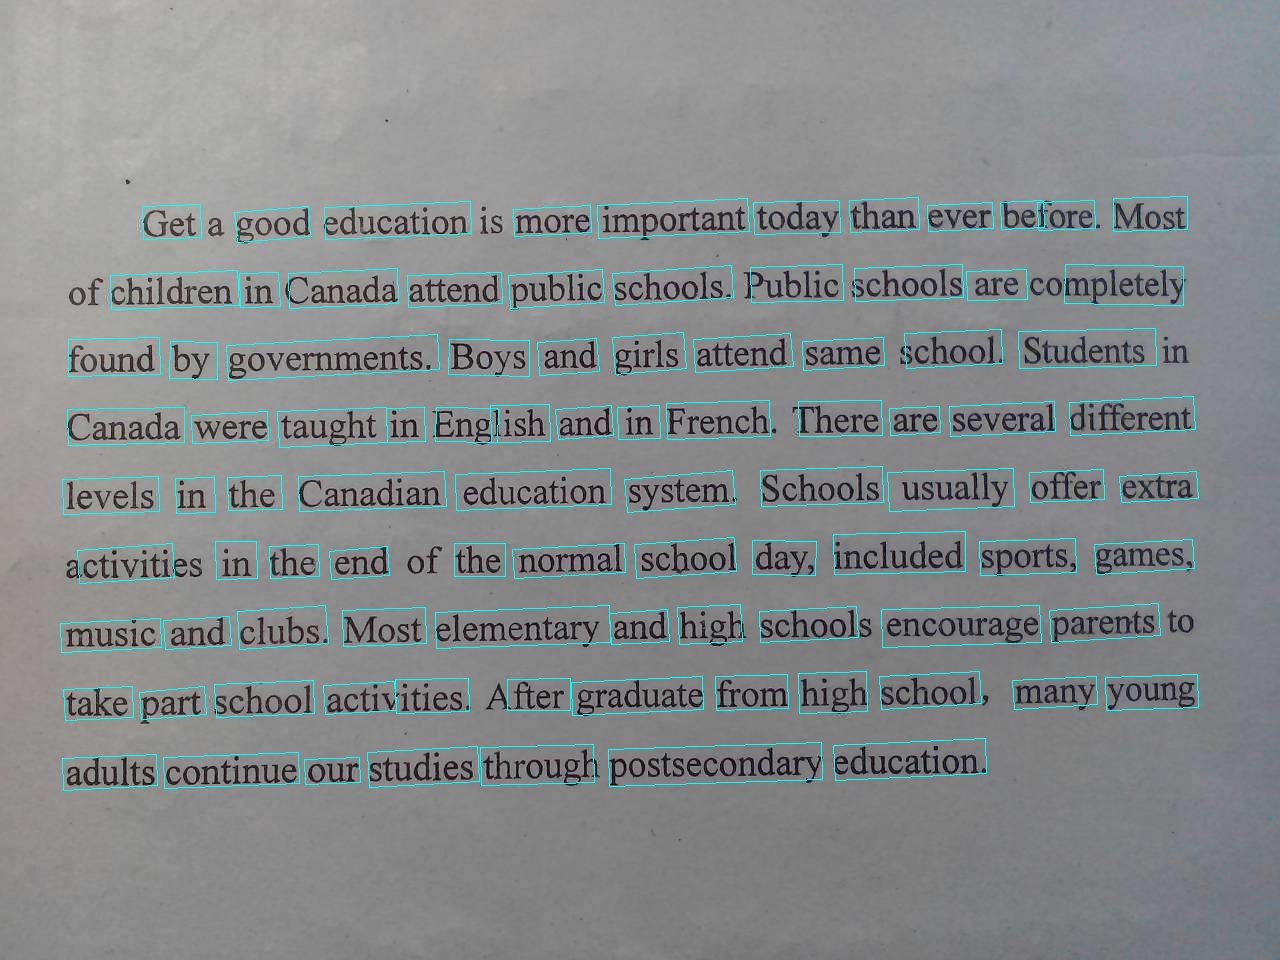 Get a good education is more important today than ever before. Most
of children in Canada attend public schools. Public schools are completely
found by governments. Boys and girls attend same school. Students in
Canada were taught in English and in French. There are several different
levels in the Canadian education system. Schools usually offer extra
activities in the end of the normal school day, included sports, games,
music and clubs. Most elementary and high schools encourage parents to
take part school activities. After graduate from high school, many young
adults continue our studies through postsecondary education.